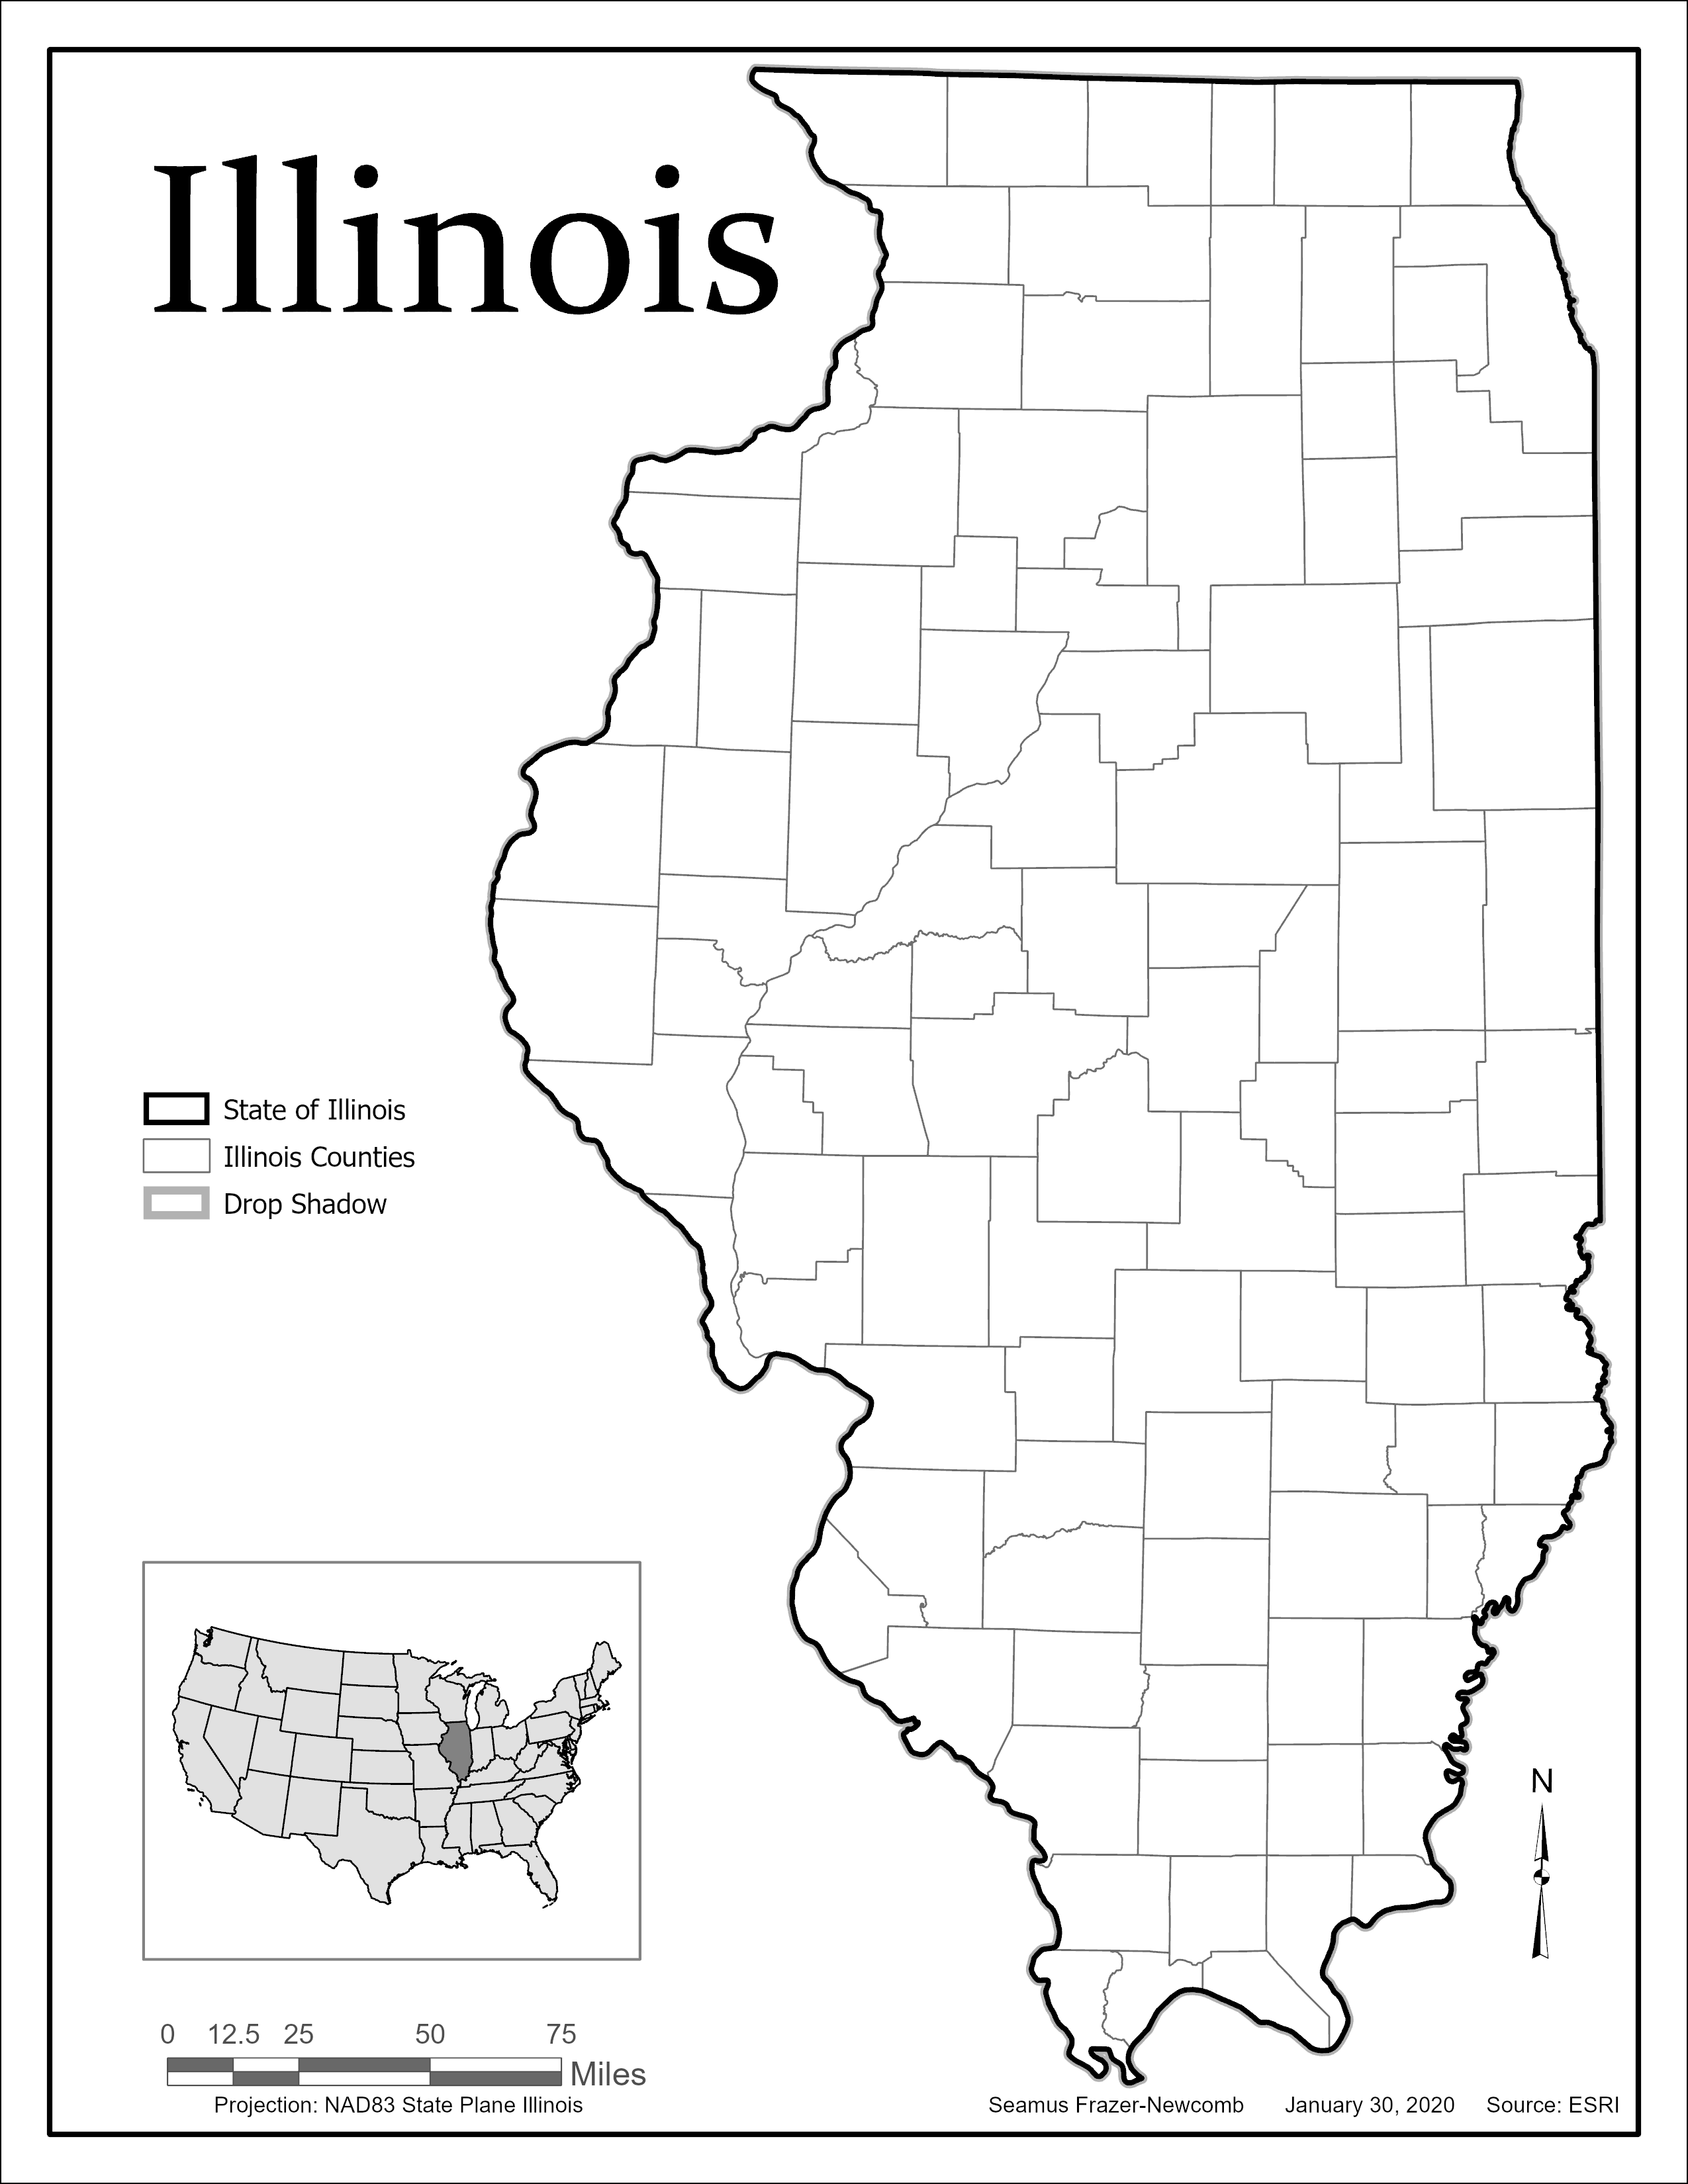 Illinois
State of Illinois
Illinois Counties
Drop Shadow
N
0 12.5 25 50 75
Miles
Projection: NAD83 State Plane Illinois
Seamus Frazer-Newcomb January 30, 2020 Source: ESRI